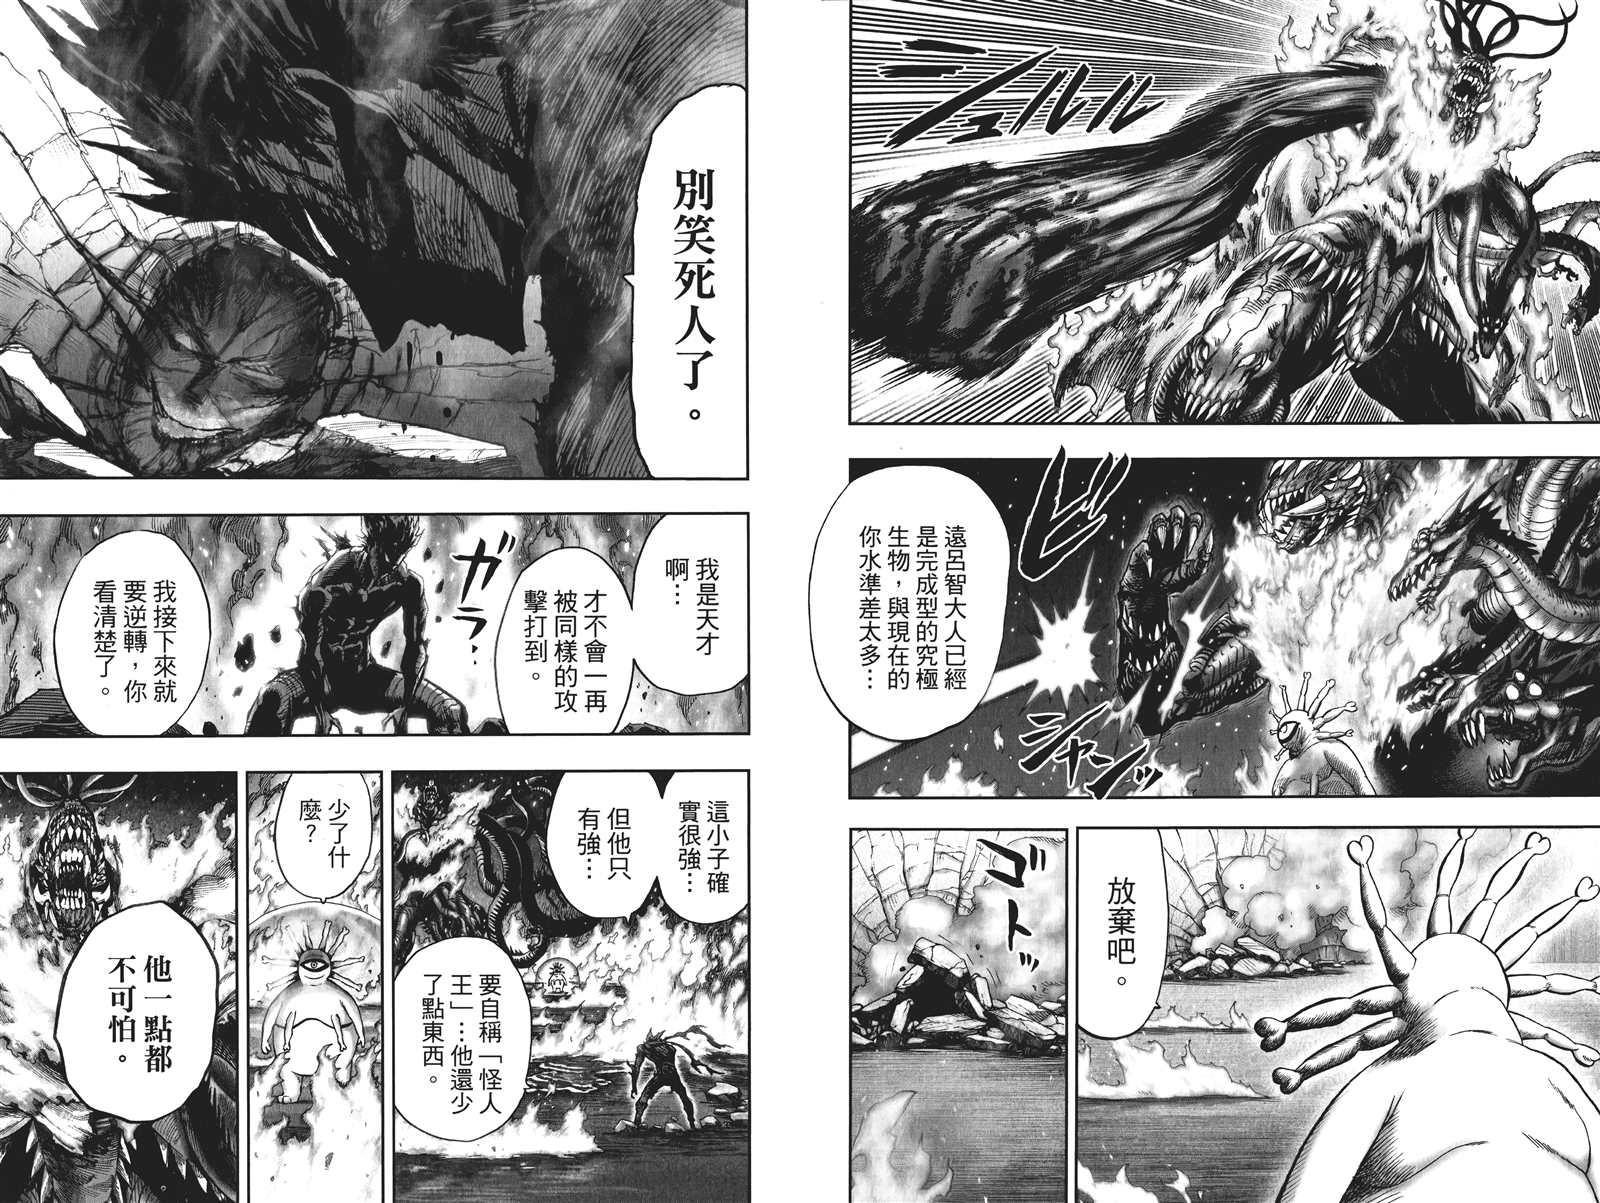 シュルルル
遠呂智大人已經
是完成型的究極
生物，與現在的
你水準差太多…
ビ
シャーンッ
放棄吧。
ゴト…
別笑死人了。
我是天才
啊…
才不會一再
被同樣的攻
擊打到。
ガラ…
我接下來就
要逆轉，你
看清楚了。
這小子確
實很強…
但他只
有強…
要自稱「怪人
王」…他還少
了點東西。
少了什
麼？
他一點都
不可怕。